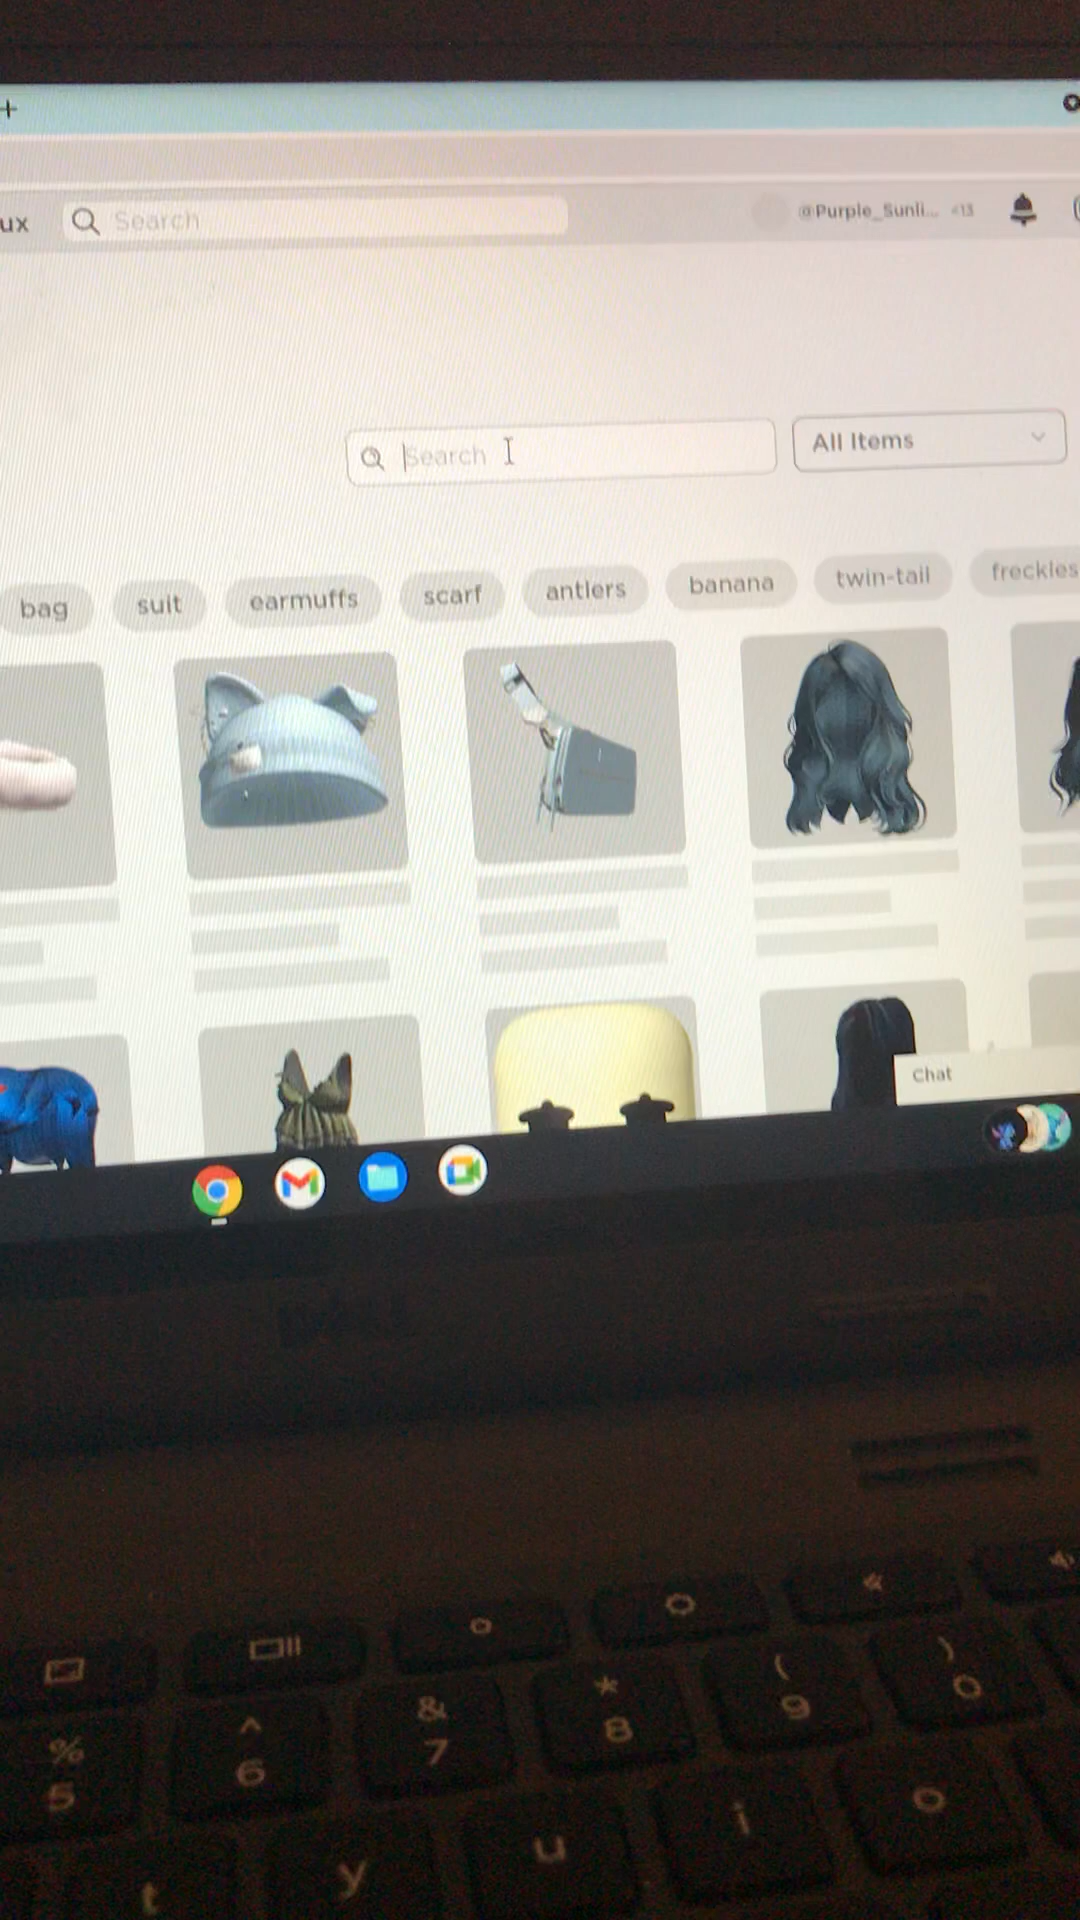 +
ux
Search
@Purple_Sunli... <13
Search
All Items
bag
suit
earmuffs
scarf
antlers
banana
twin-tail
freckles
Chat
% 5
^ 6
& 7
* 8
( 9
) 0
t
y
u
i
o